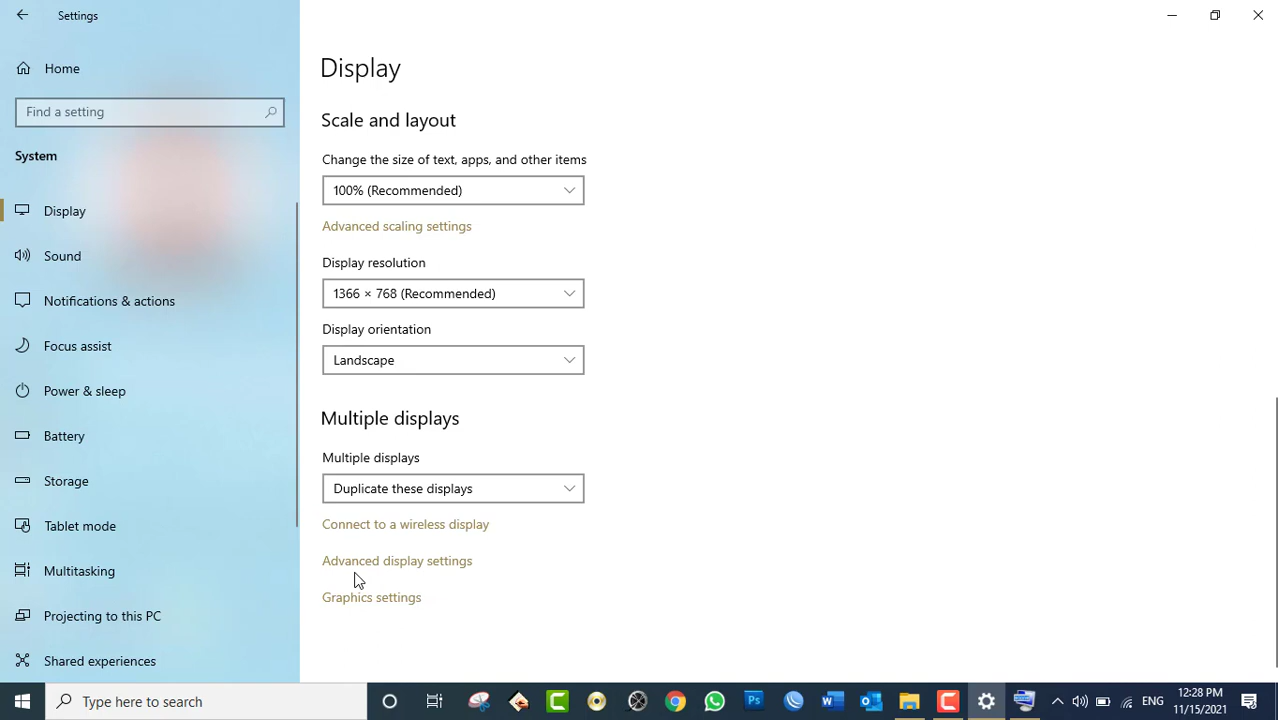 Settings
Home
Find a setting
System
Display
Sound
Notifications & actions
Focus assist
Power & sleep
Battery
Storage
Tablet mode
Multitasking
Projecting to this PC
Shared experiences
Display
Scale and layout
Change the size of text, apps, and other items
100% (Recommended)
Advanced scaling settings
Display resolution
1366 × 768 (Recommended)
Display orientation
Landscape
Multiple displays
Multiple displays
Duplicate these displays
Connect to a wireless display
Advanced display settings
Graphics settings
Type here to search
Ps
ENG
12:28 PM
11/15/2021